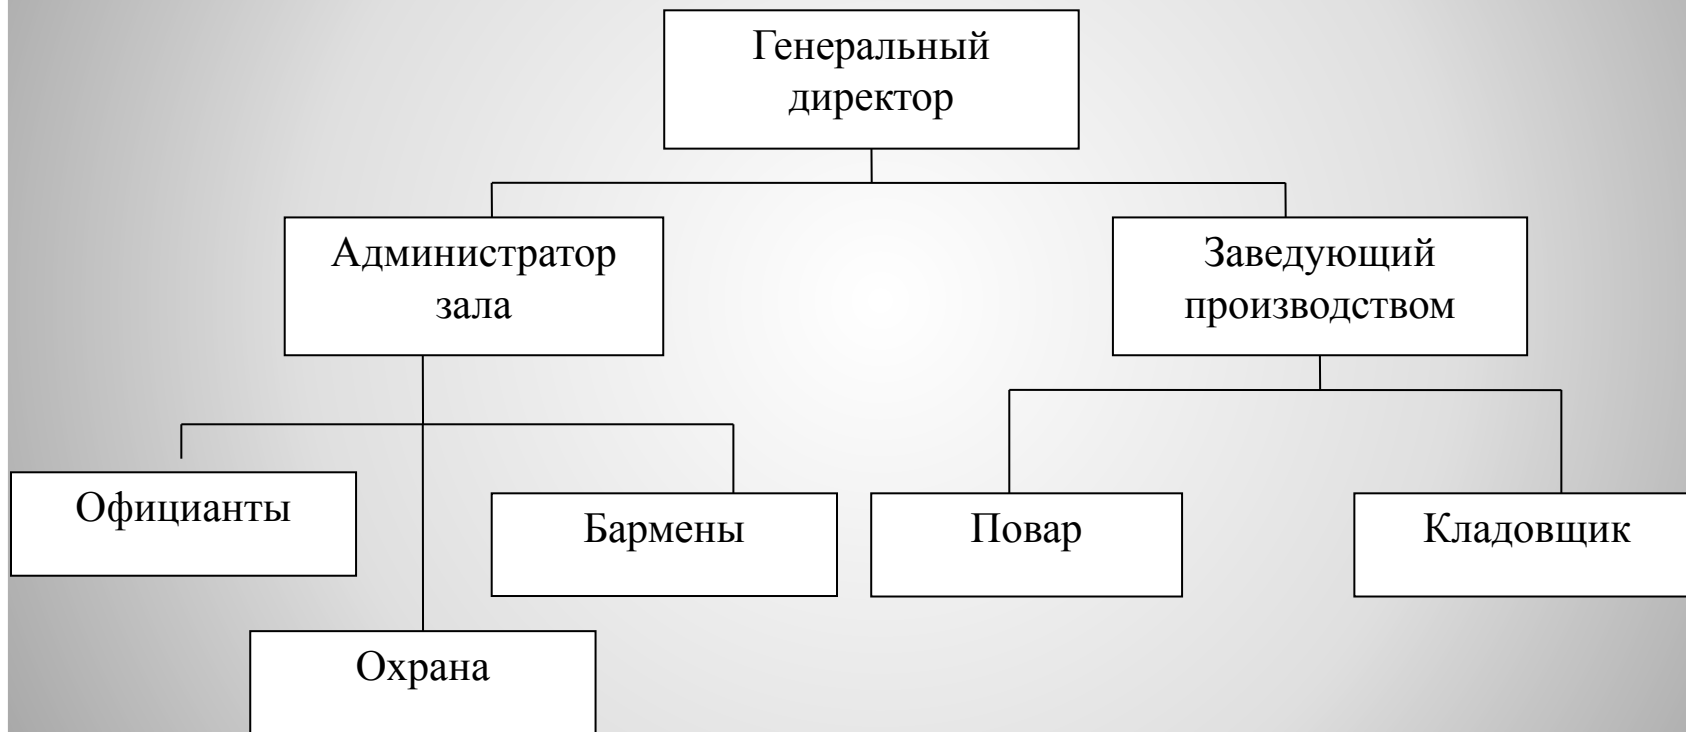 Генеральный
директор
Администратор
зала
Заведующий
производством
Официанты
Бармены
Повар
Кладовщик
Охрана